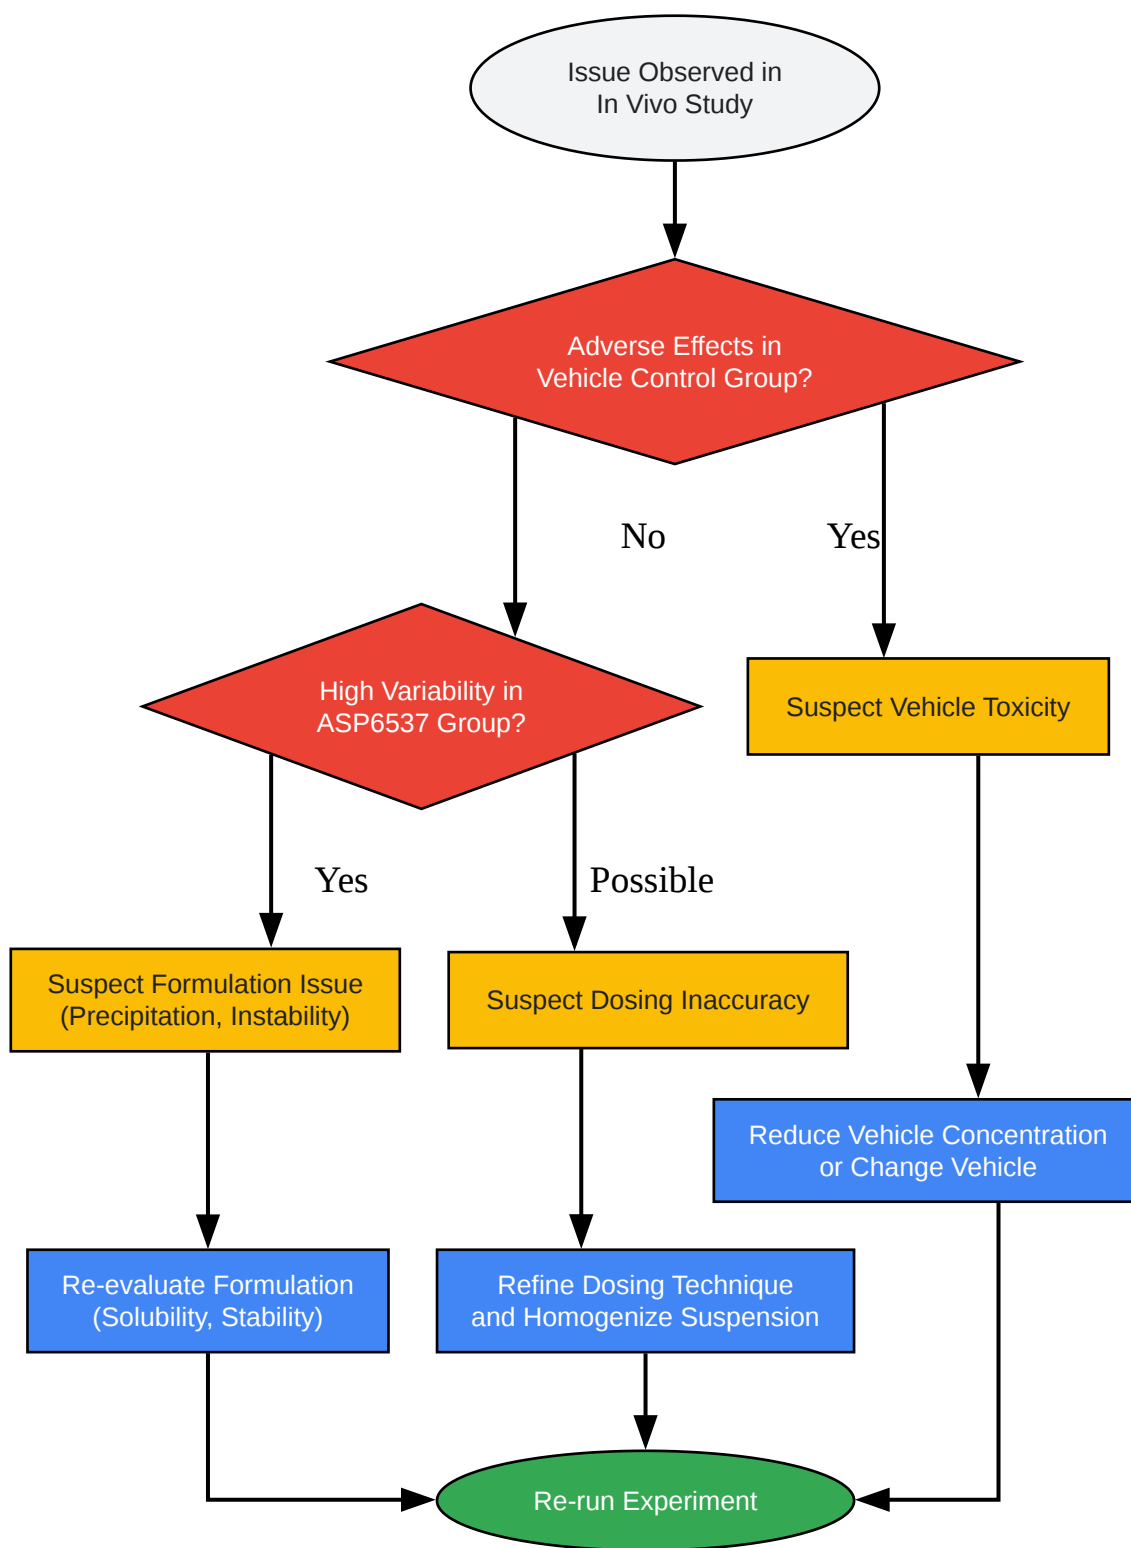 Issue Observed in
In Vivo Study
Adverse Effects in
Vehicle Control Group?
No
Yes
High Variability in
ASP6537 Group?
Suspect Vehicle Toxicity
Yes
Possible
Suspect Formulation Issue
(Precipitation, Instability)
Suspect Dosing Inaccuracy
Reduce Vehicle Concentration
or Change Vehicle
Re-evaluate Formulation
(Solubility, Stability)
Refine Dosing Technique
and Homogenize Suspension
Re-run Experiment